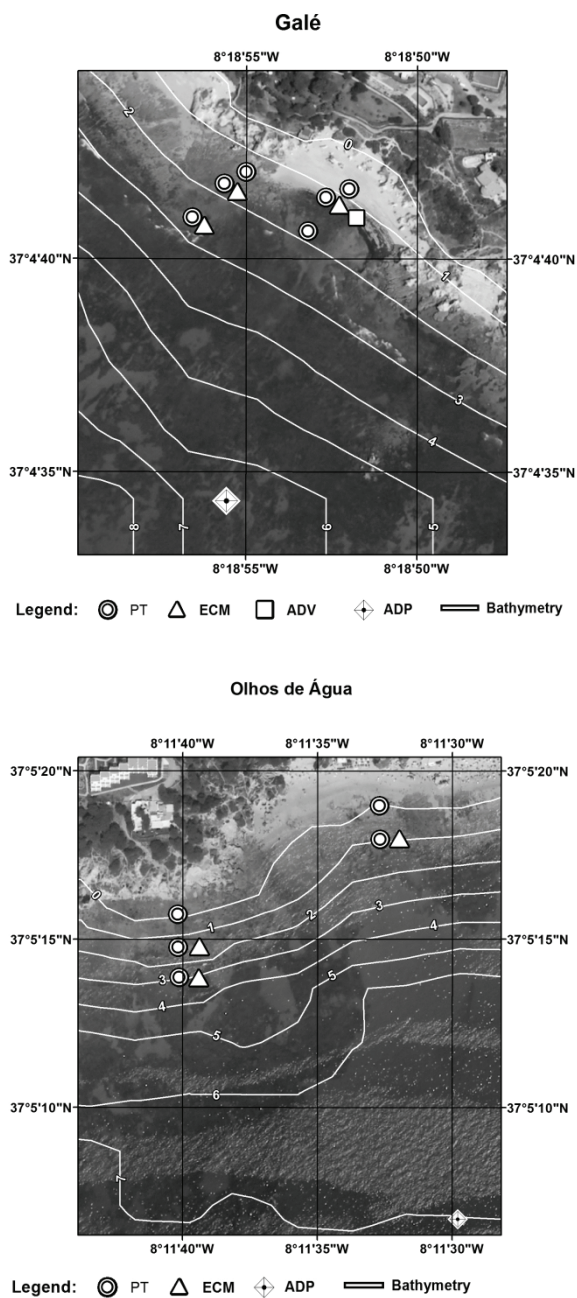 Galé
8°18'55"W 8°18'50"W
0
2
1
37°4'40"N 37°4'40"N
3
4
37°4'35"N 37°4'35"N
8 7 6 5
8°18'55"W 8°18'50"W
Legend: PT ECM ADV ADP Bathymetry
Olhos de Água
8°11'40"W 8°11'35"W 8°11'30"W
37°5'20"N 37°5'20"N
0
1 2 3
4
37°5'15"N 37°5'15"N
3
4
5
5
6
37°5'10"N 37°5'10"N
7
8°11'40"W 8°11'35"W 8°11'30"W
Legend: PT ECM ADP Bathymetry